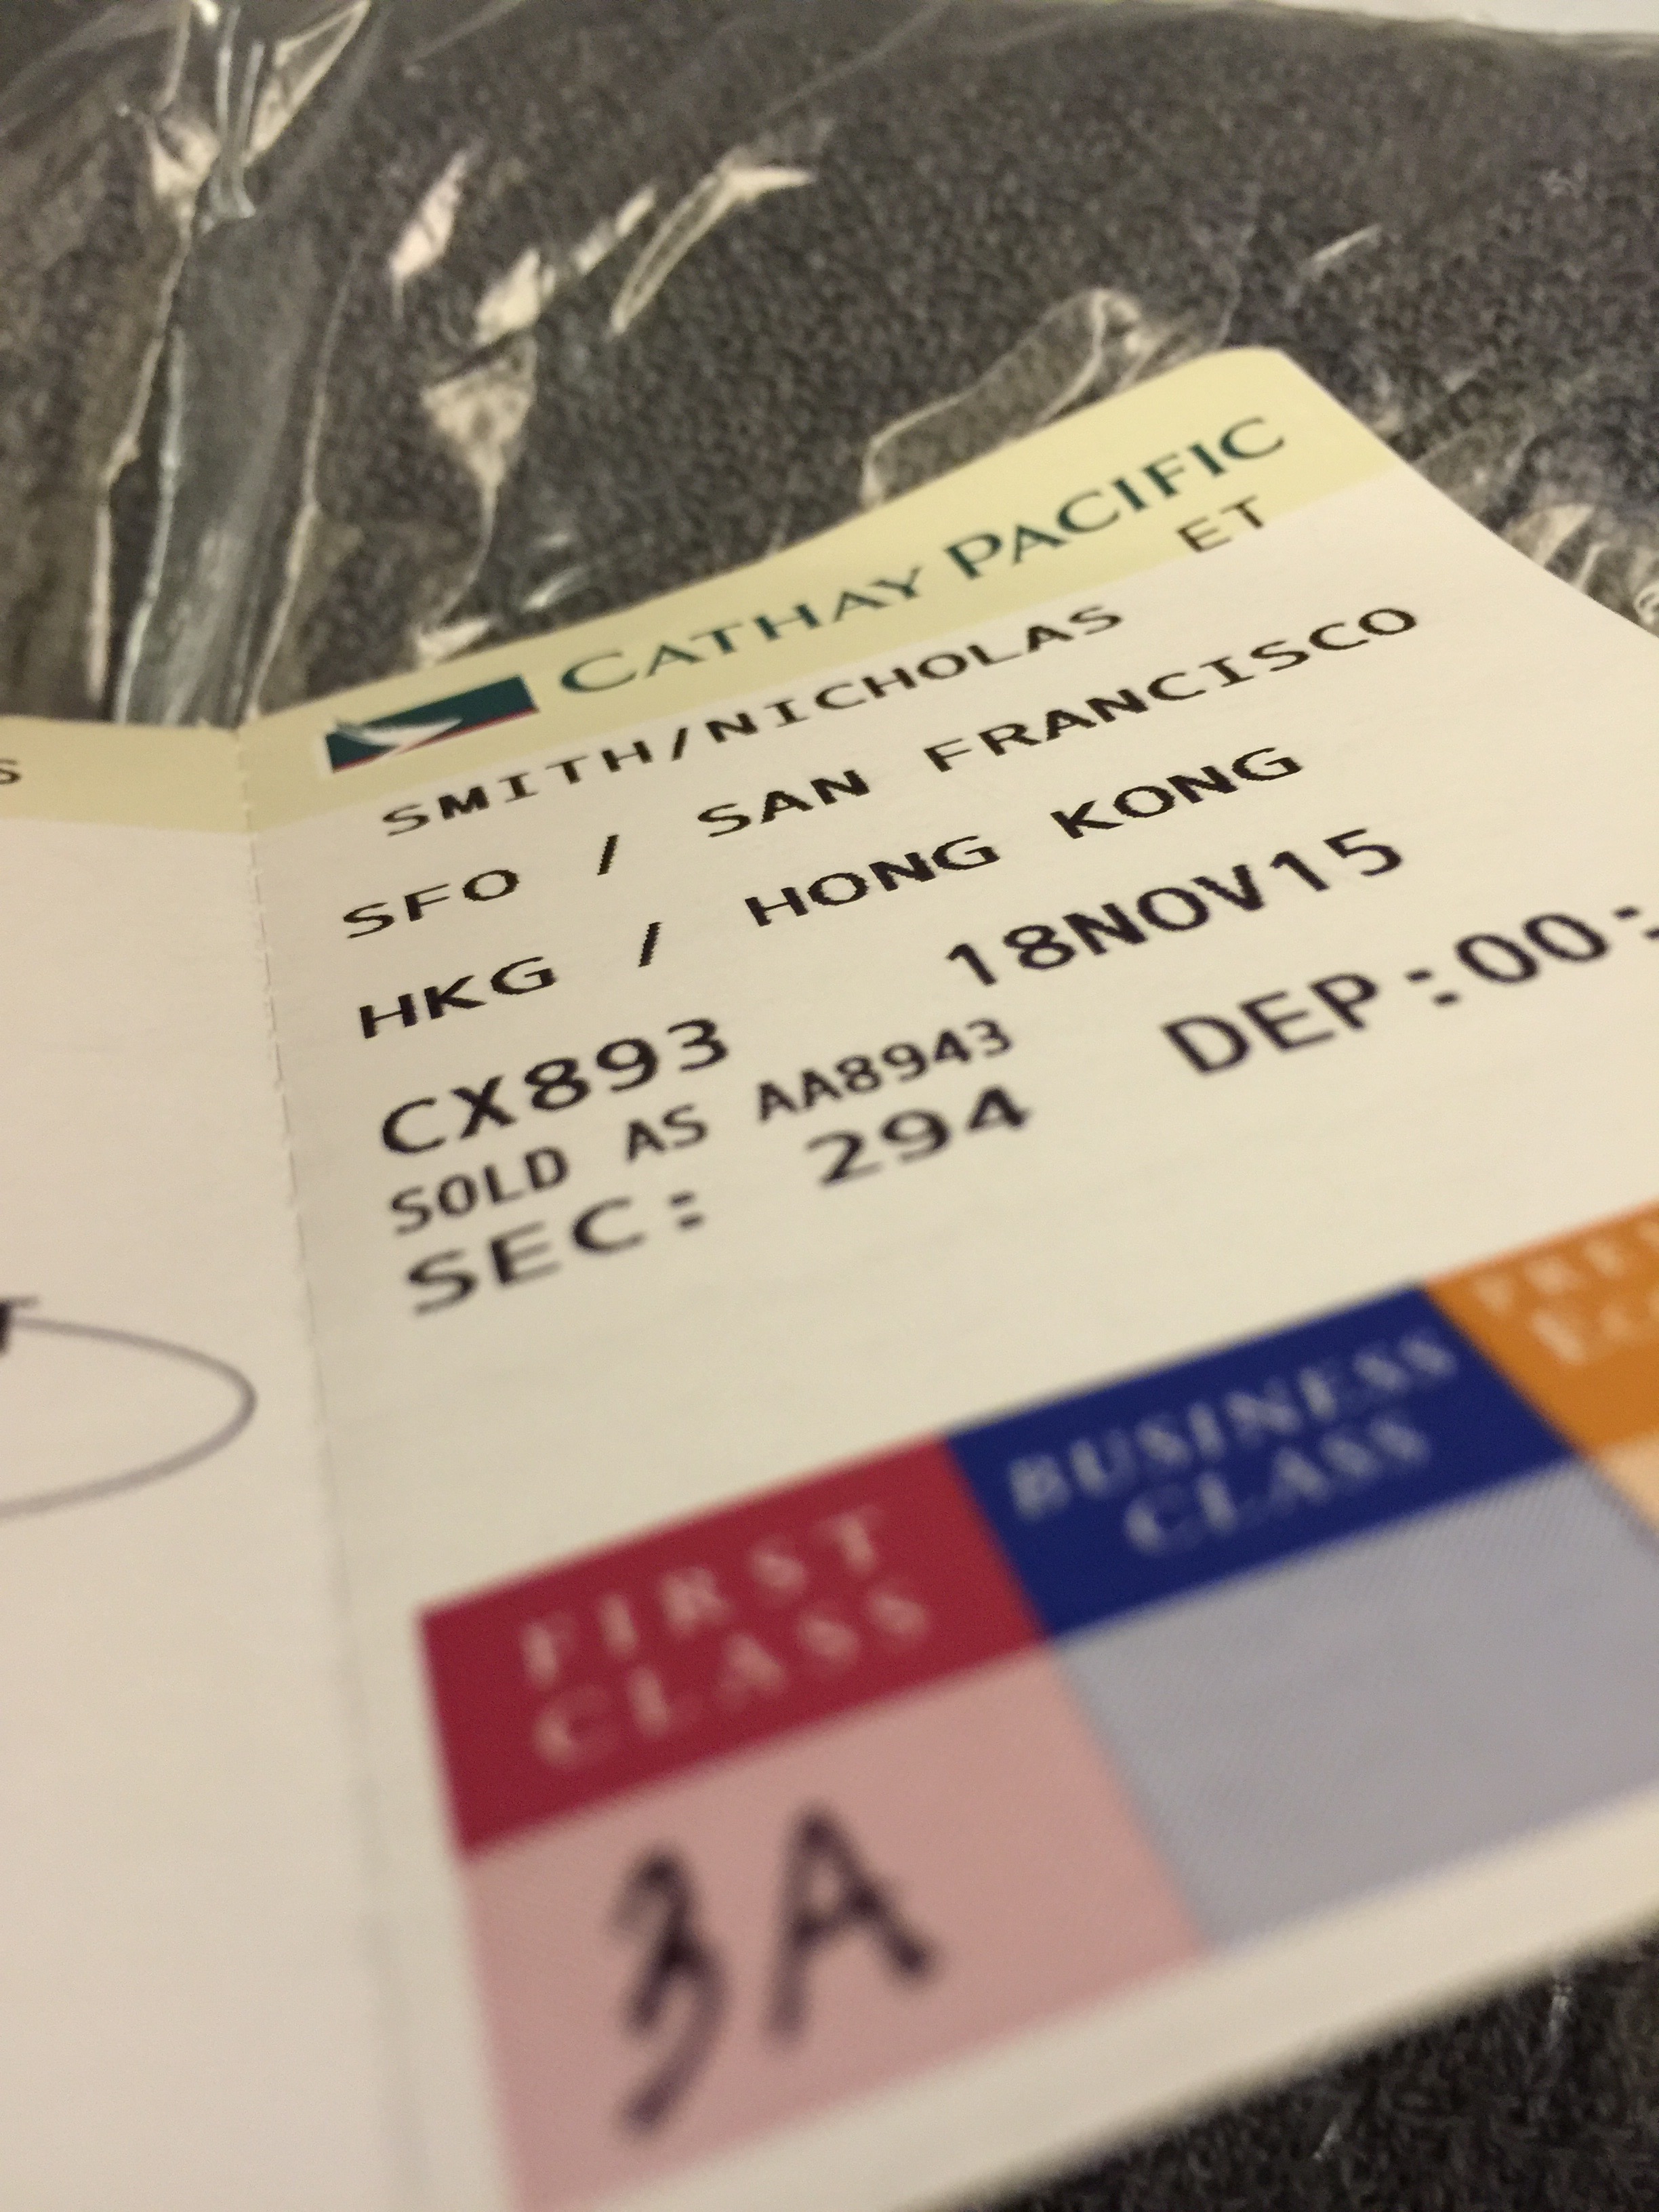 CATHAY PACIFIC
ET
SMITH/NICHOLAS
SFO / SAN FRANCISCO
HKG / HONG KONG
CX893 18NOV15
SOLD AS AA8943
SEC: 294 DEP:00:
FIRST
CLASS
BUSINESS
CLASS
3A